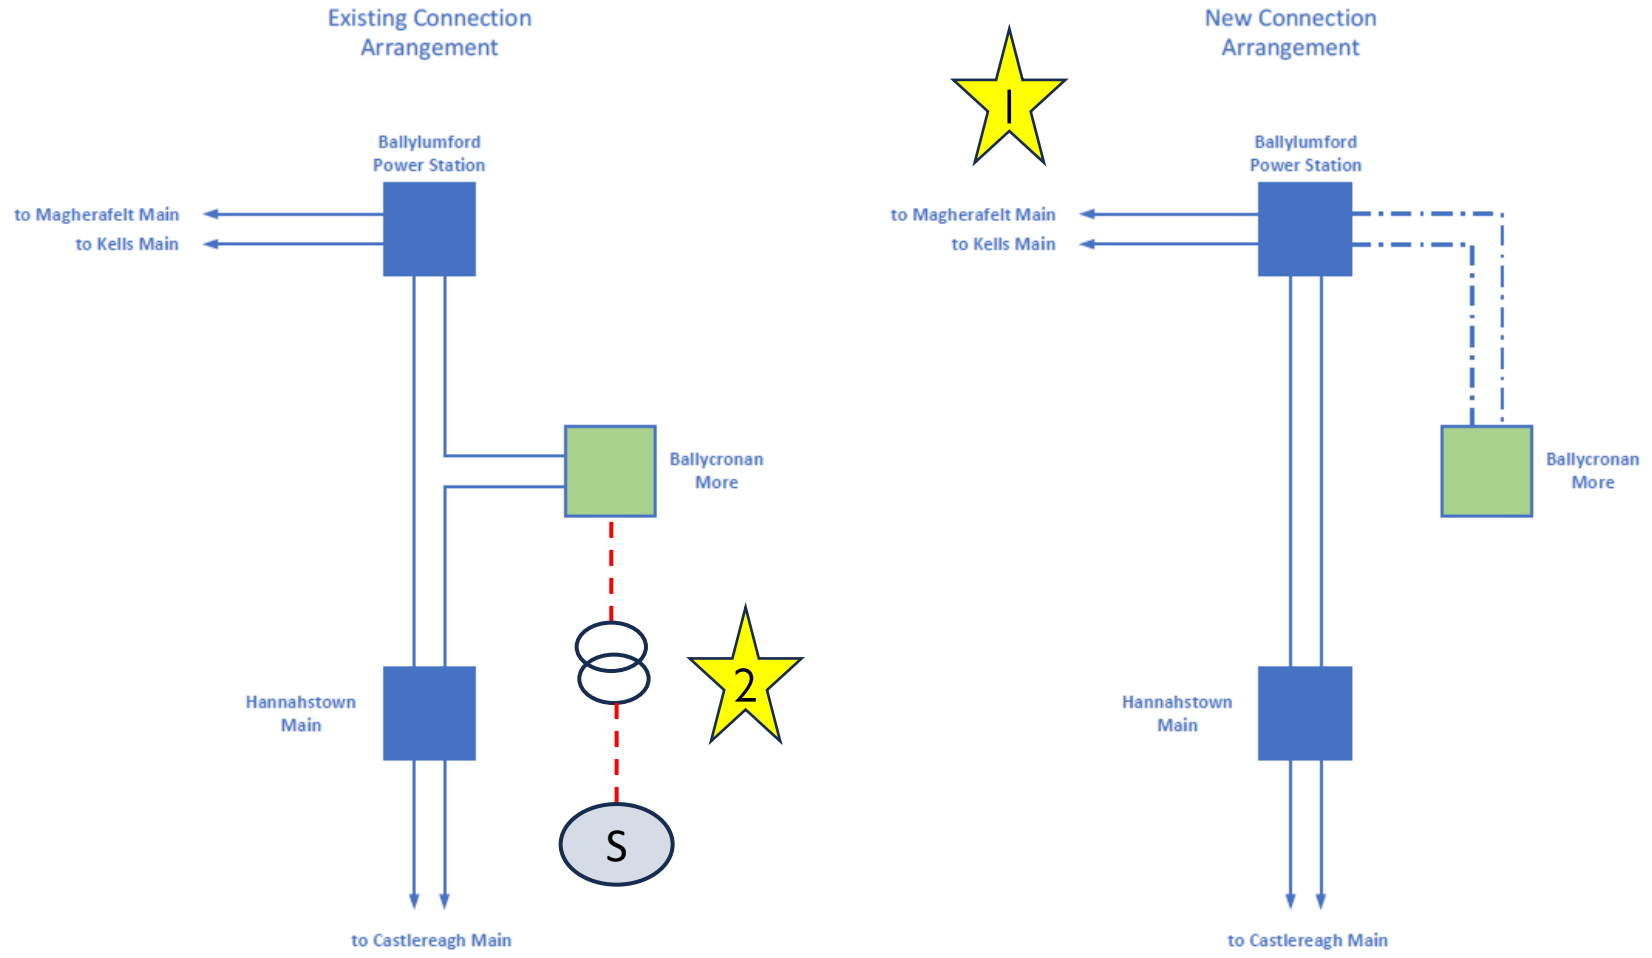 Existing Connection
Arrangement
Ballylumford
Power Station
to Magherafelt Main
to Kells Main
Ballycronan
More
Hannahstown
Main
2
S
to Castlereagh Main
New Connection
Arrangement
1
Ballylumford
Power Station
to Magherafelt Main
to Kells Main
Ballycronan
More
Hannahstown
Main
to Castlereagh Main